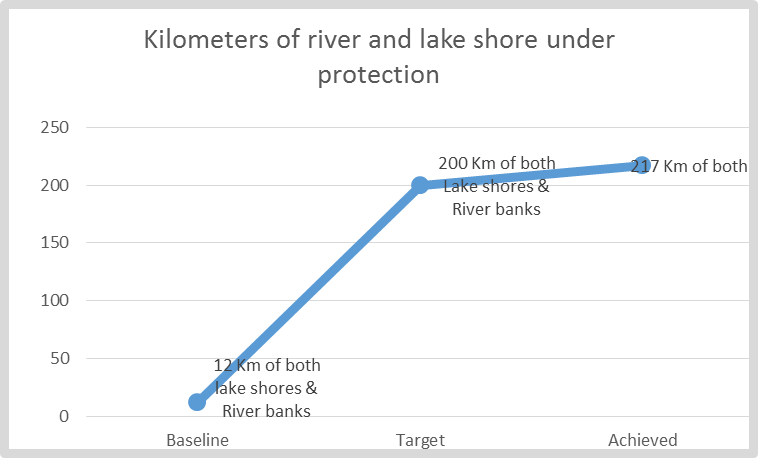 Kilometers of river and lake shore under
protection
250
200
150
100
50
0
200 Km of both
Lake shores &
River banks
217 Km of both
12 Km of both
lake shores &
River banks
Baseline
Target
Achieved